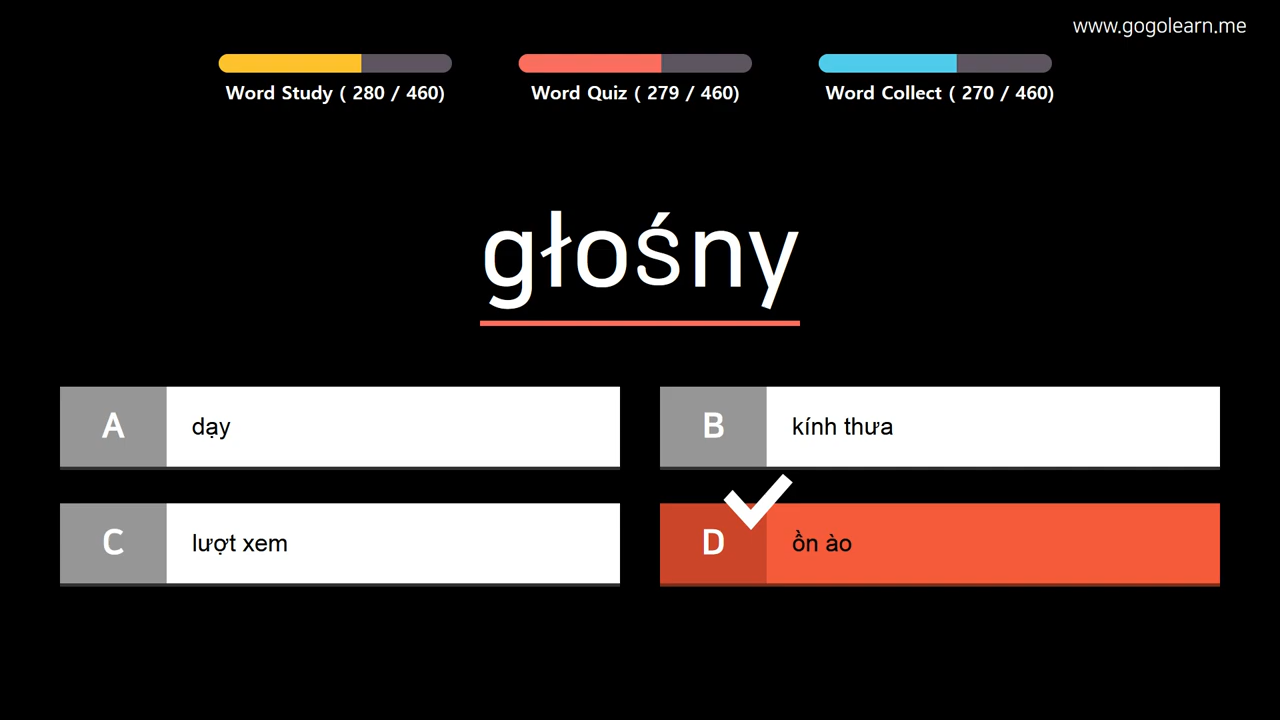 www.gogolearn.me
Word Study ( 280 / 460)
Word Quiz ( 279 / 460)
Word Collect ( 270 / 460)
głośny
A
dạy
B
kính thưa
C
lượt xem
D
ồn ào